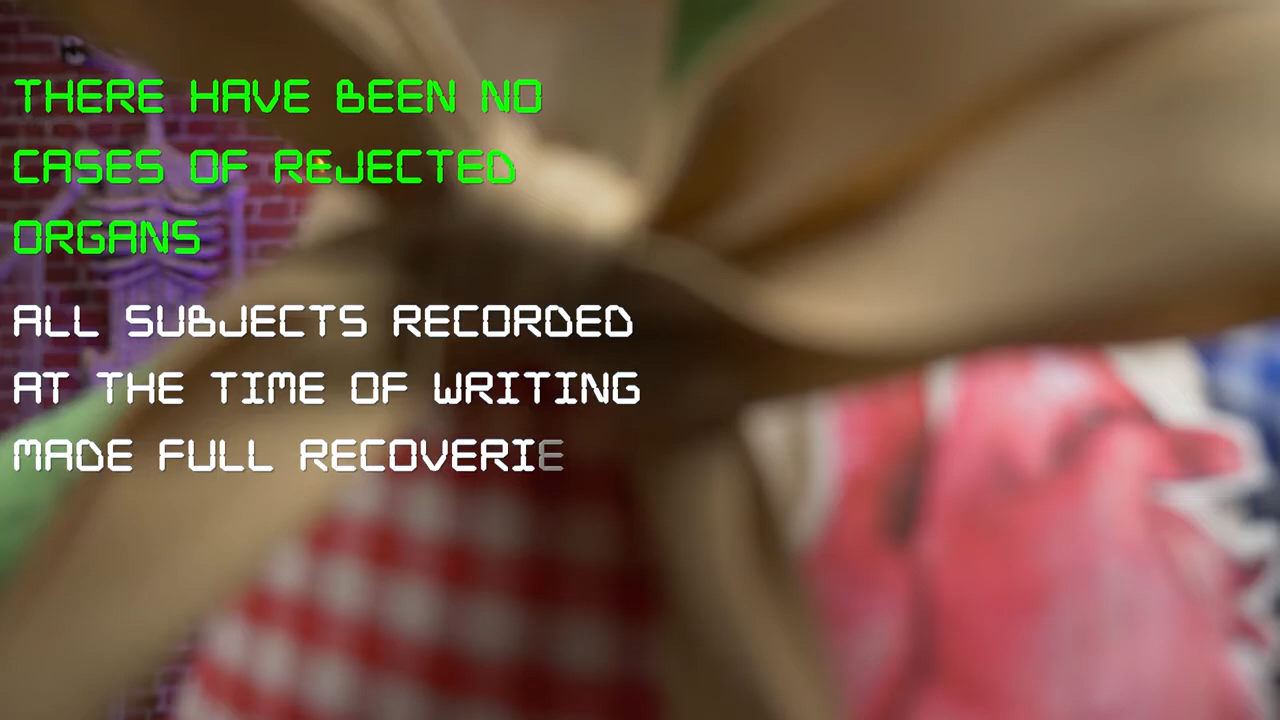 THERE HAVE BEEN NO
CASES OF REJECTED
ORGANS
ALL SUBJECTS RECORDED
AT THE TIME OF WRITING
MADE FULL RECOVERIE